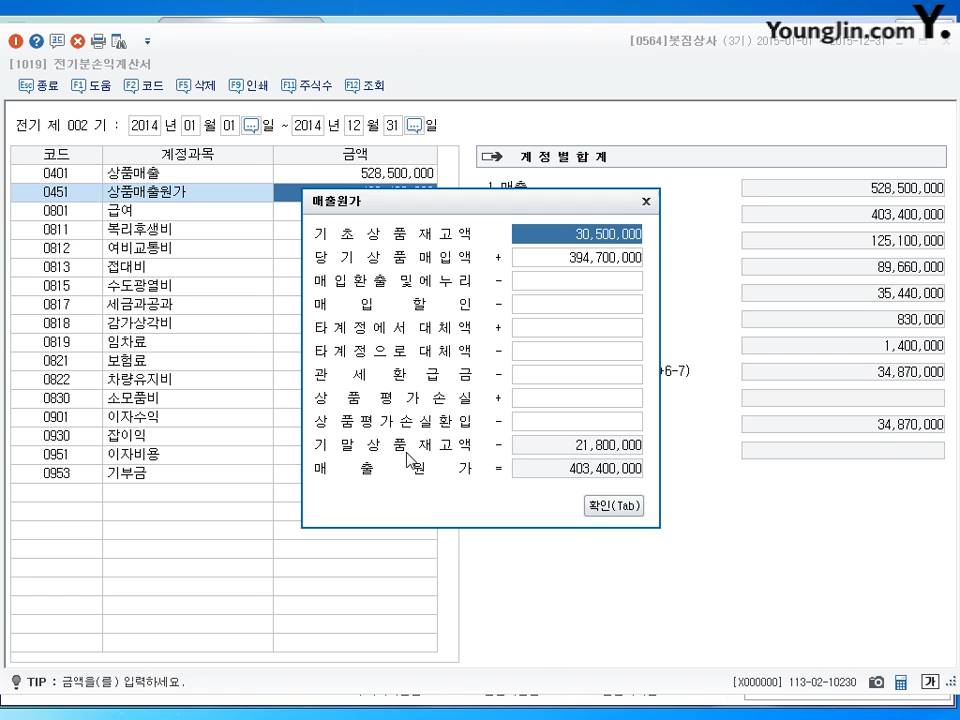 YoungJin.com Y.
[0564]봇짐상사 (3기) 2015-01-01 ~ 2015-12-31
[1019] 전기분손익계산서
Esc 종료 F1 도움 F2 코드 F5 삭제 F9 인쇄 F11 주식수 F12 조회
전기 제 002 기 : 2014 년 01 월 01 일 ~ 2014 년 12 월 31 일
코드 계정과목 금액
0401 상품매출 528,500,000
0451 상품매출원가
0801 급여
0811 복리후생비
0812 여비교통비
0813 접대비
0815 수도광열비
0817 세금과공과
0818 감가상각비
0819 임차료
0821 보험료
0822 차량유지비
0830 소모품비
0901 이자수익
0930 잡이익
0951 이자비용
0953 기부금
매출원가 x
기 초 상 품 재 고 액 30,500,000
당 기 상 품 매 입 액 + 394,700,000
매 입 환 출 및 에 누 리 -
매 입 할 인 -
타 계 정 에 서 대 체 액 +
타 계 정 으 로 대 체 액 -
관 세 환 급 금 -
상 품 평 가 손 실 +
상 품 평 가 손 실 환 입 -
기 말 상 품 재 고 액 - 21,800,000
매 출 원 가 = 403,400,000
확인(Tab)
계 정 별 합 계
1.매출 528,500,000
403,400,000
125,100,000
89,660,000
35,440,000
830,000
1,400,000
+6-7) 34,870,000
34,870,000
TIP : 금액을(를) 입력하세요.
[X000000] 113-02-10230 가